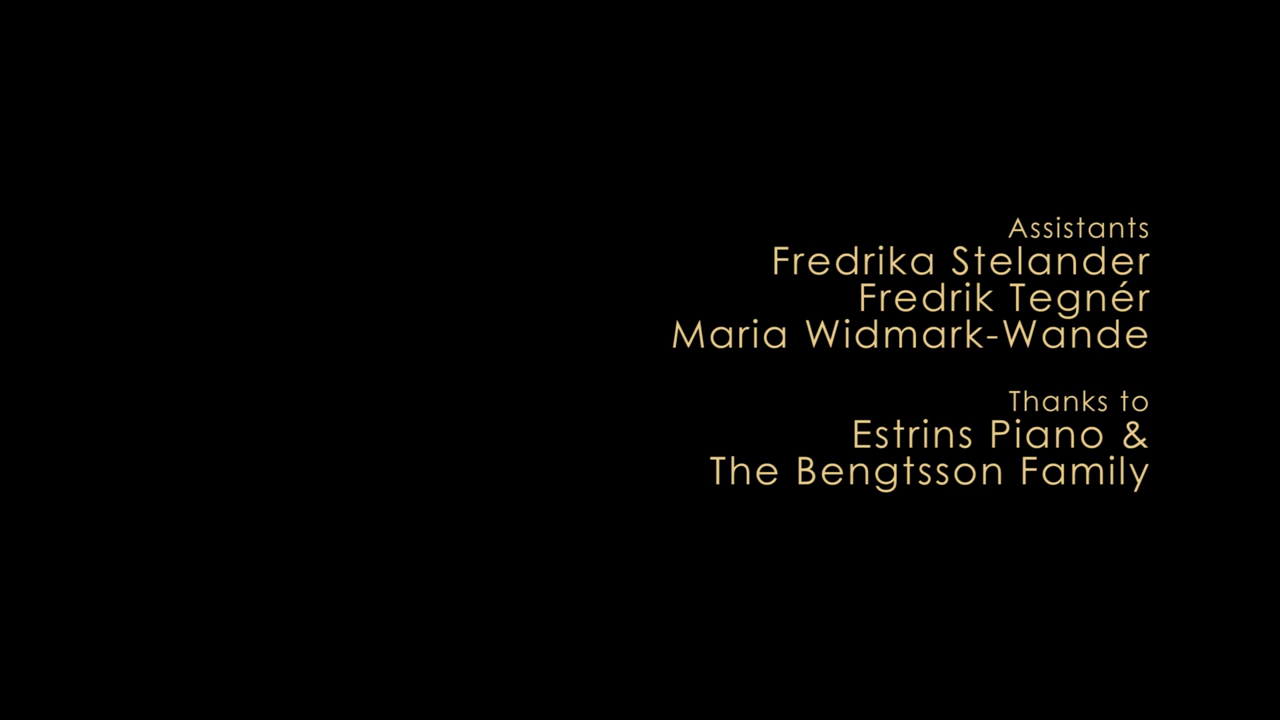 Assistants
Fredrika Stelander
Fredrik Tegnér
Maria Widmark-Wande
Thanks to
Estrins Piano &
The Bengtsson Family